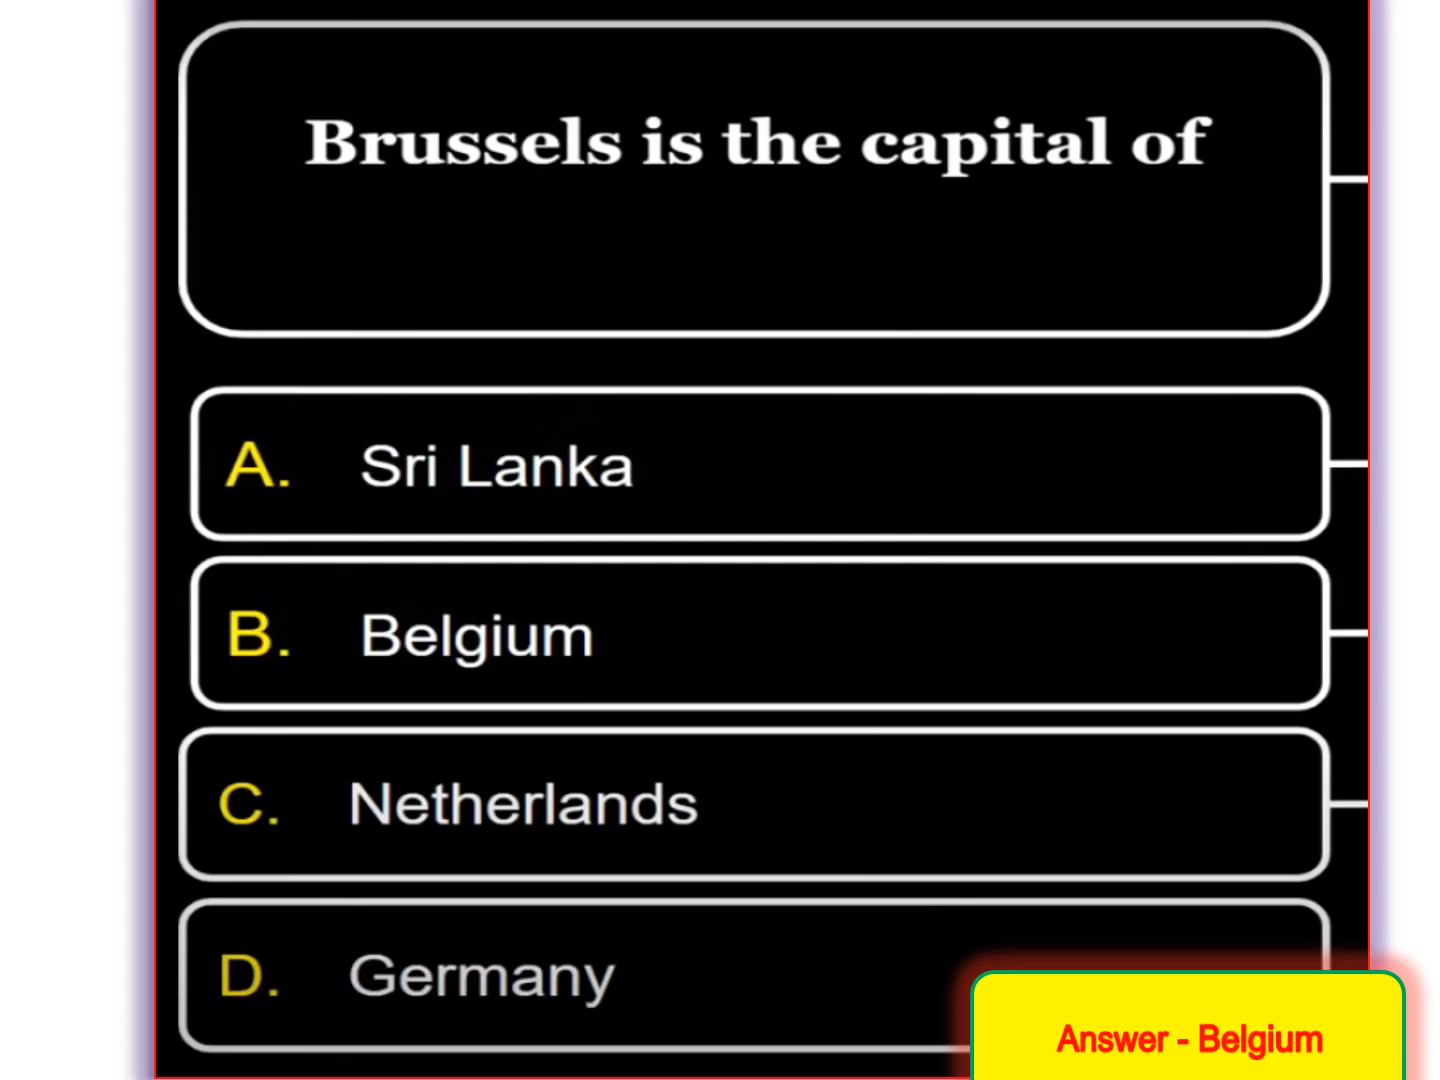 Brussels is the capital of
A. Sri Lanka
B. Belgium
C. Netherlands
D. Germany
Answer - Belgium